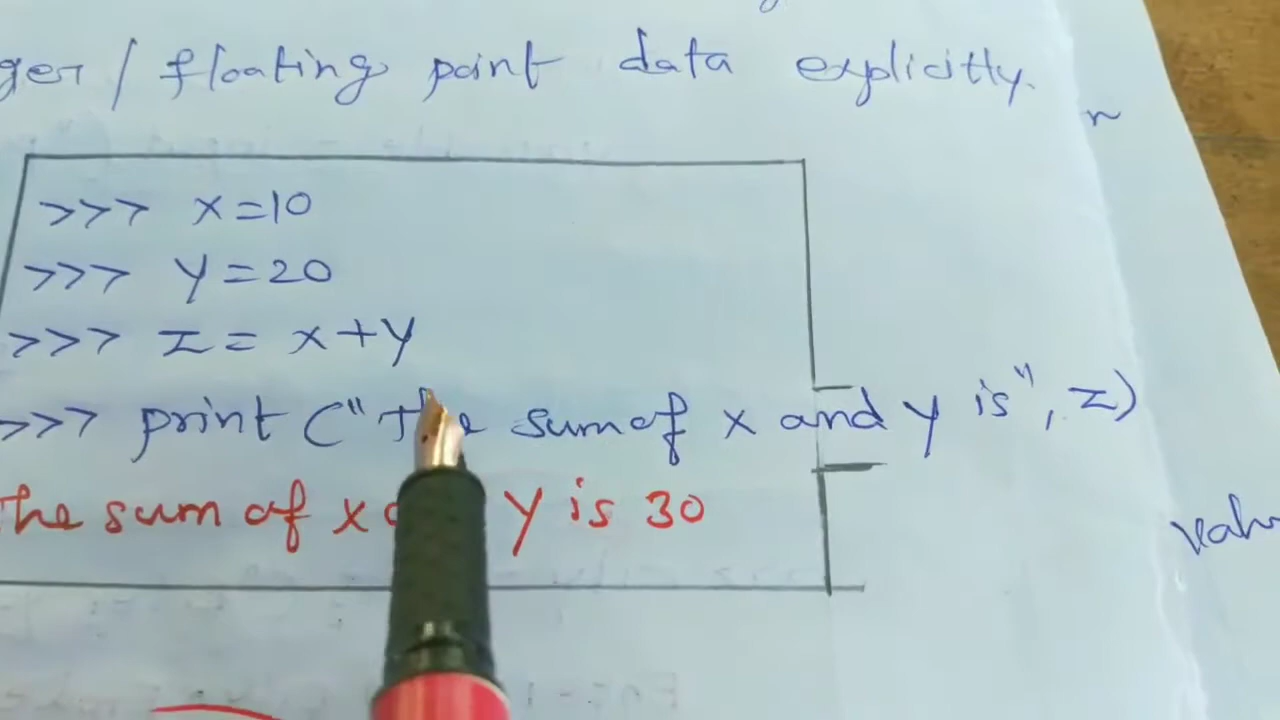 ger / floating point data explicitly.
>>> x=10
>>> y=20
>>> z = x+y
>>> print ("the sum of x and y is", z)
the sum of x y is 30